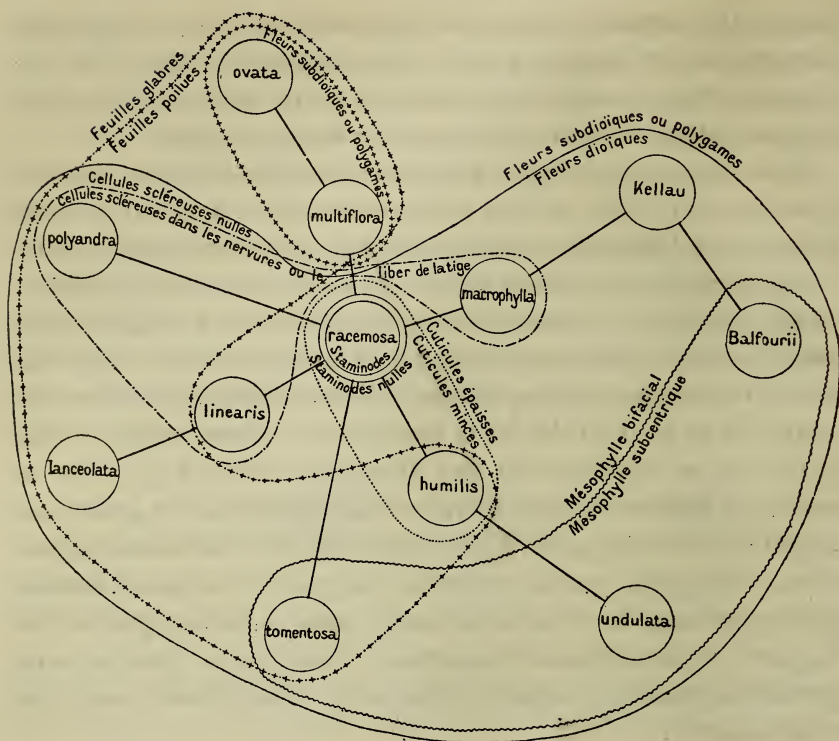 Feuilles glabres
Feuilles poilues
Fleurs subdioïques ou polygames
ovata
multiflora
Fleurs subdioïques ou polygames
Fleurs dioïques
Kellau
Cellules scléreuses nulles
Cellules scléreuses dans les nervures ou le liber de la tige
polyandra
macrophylla
Balfourii
racemosa
Staminodes
Staminodes nulles
Cuticules épaisses
Cuticules minces
linearis
lanceolata
humilis
Mésophylle bifacial
Mésophylle subcentrique
tomentosa
undulata